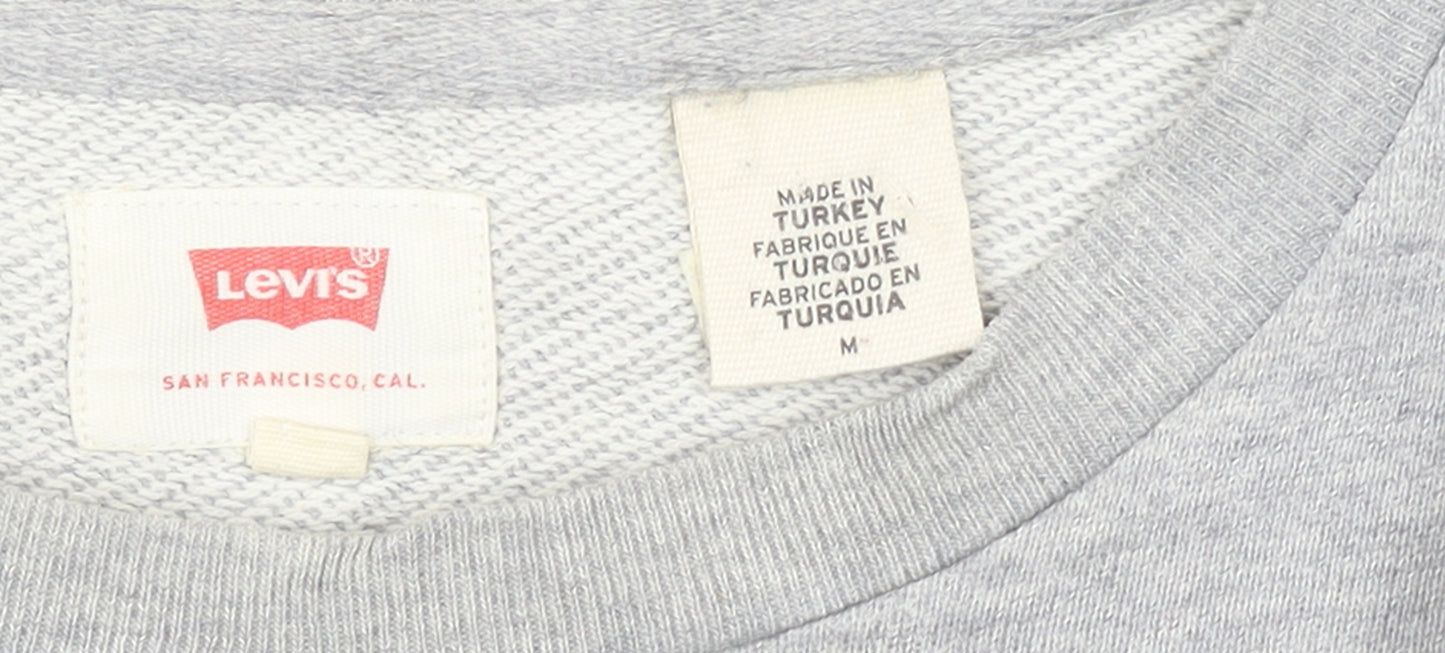 Levi's®
SAN FRANCISCO, CAL.
MADE IN
TURKEY
FABRIQUE EN
TURQUIE
FABRICADO EN
TURQUIA
M